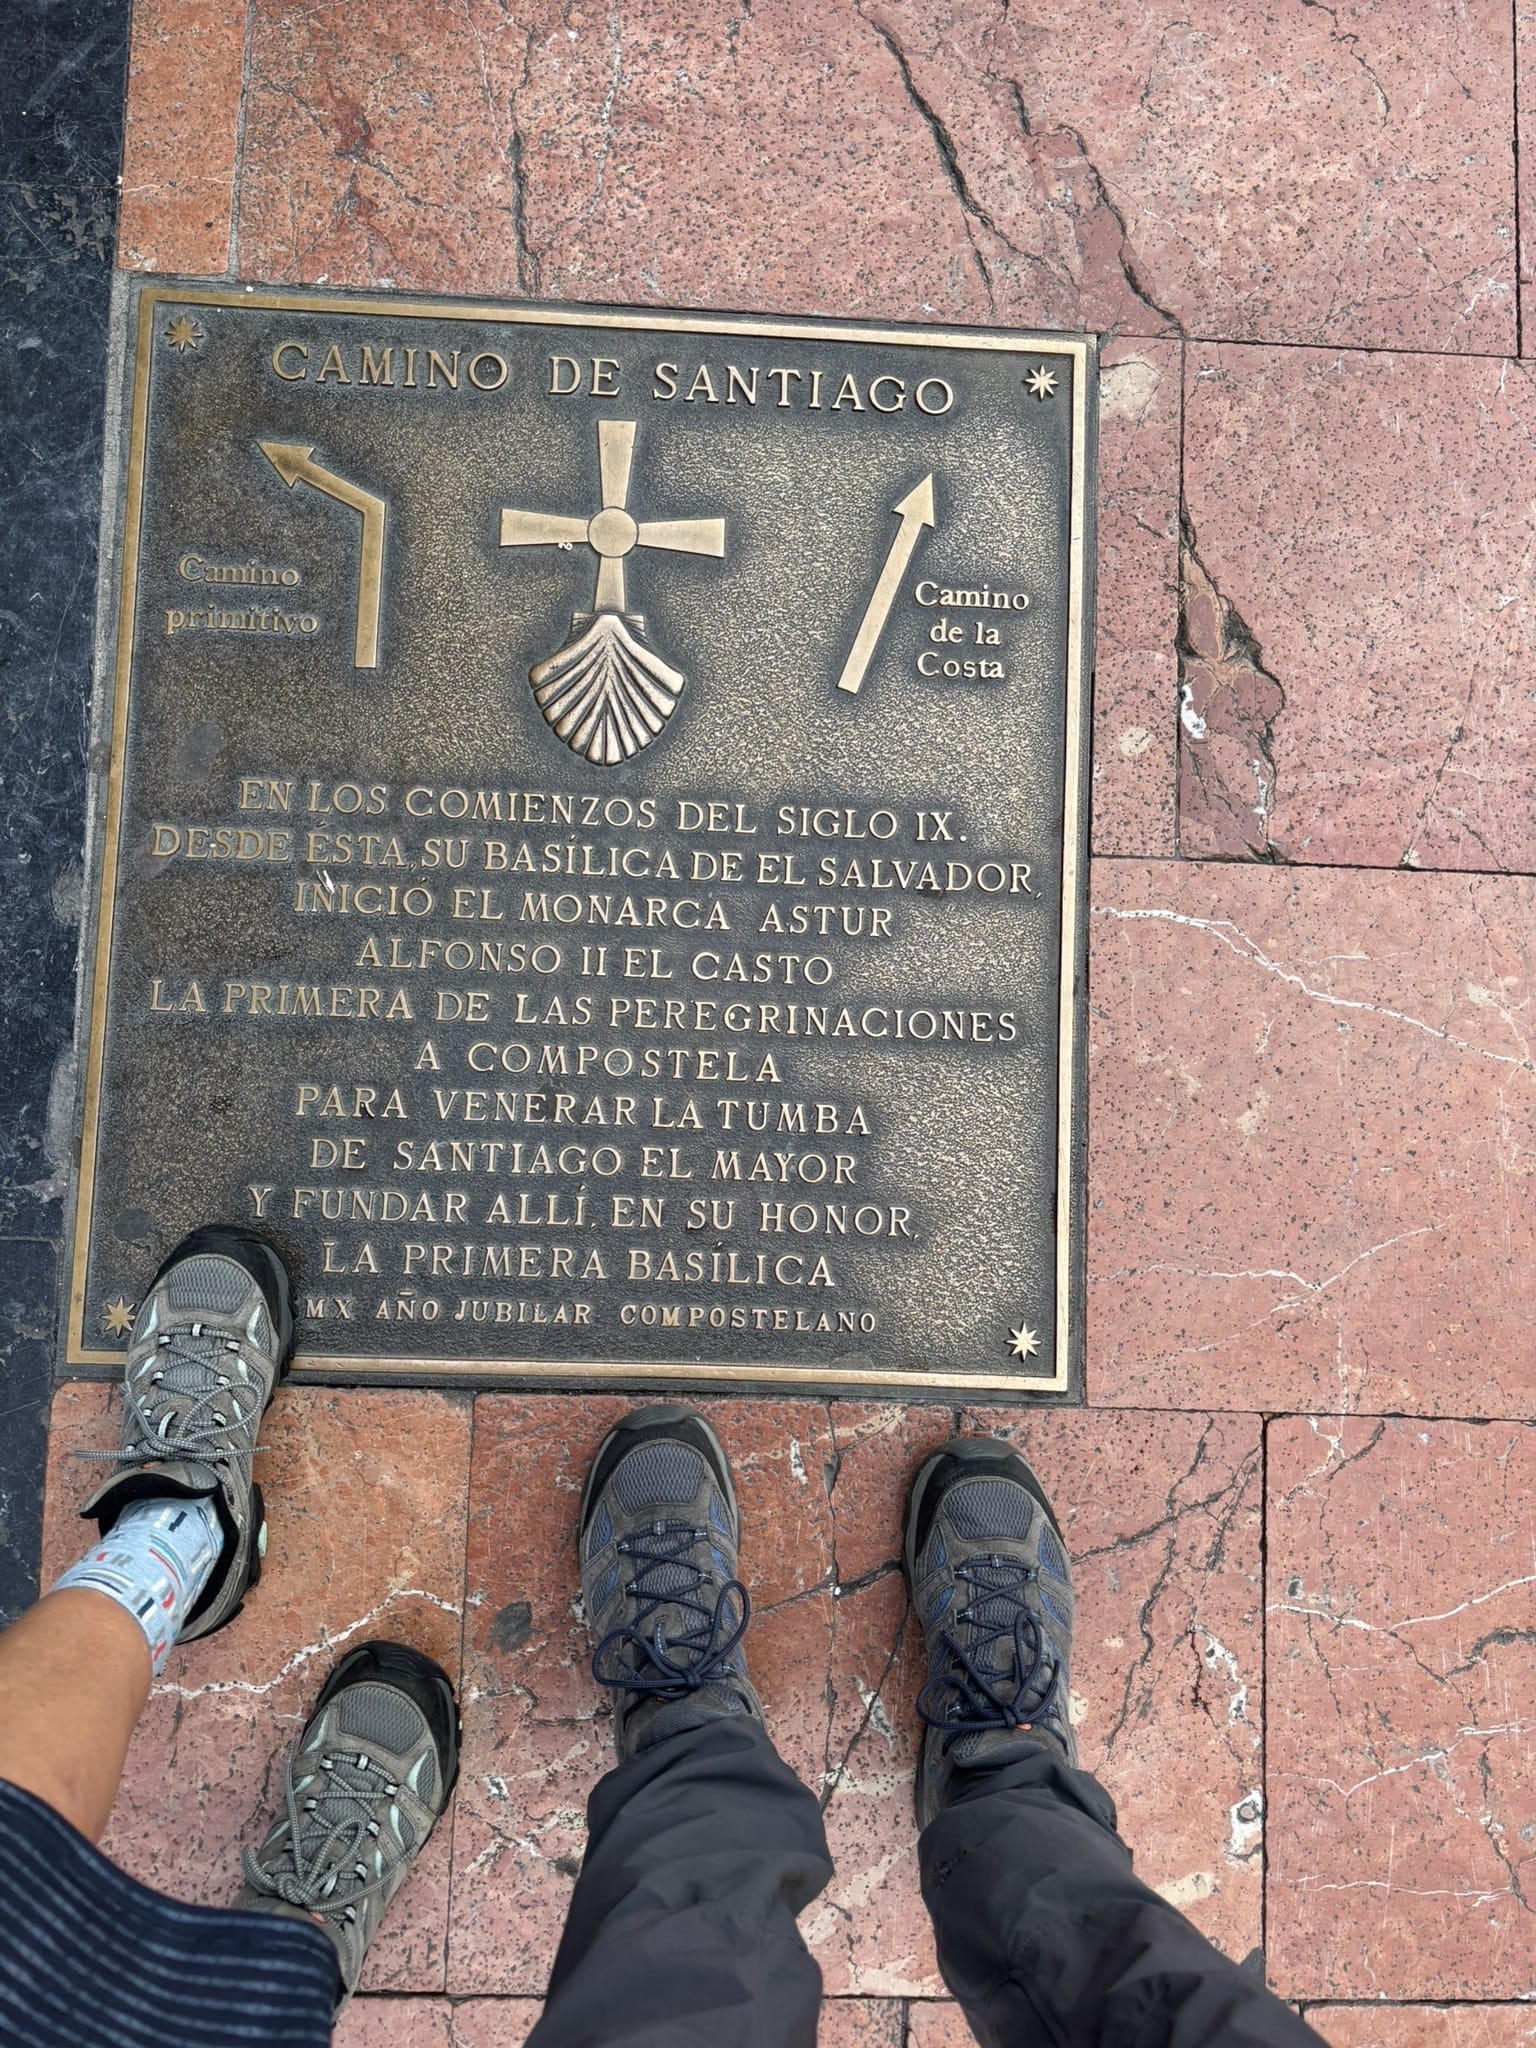 CAMINO DE SANTIAGO
Camino
primitivo
Camino
de la
Costa
EN LOS COMIENZOS DEL SIGLO IX.
DESDE ÉSTA, SU BASÍLICA DE EL SALVADOR,
INICIÓ EL MONARCA ASTUR
ALFONSO II EL CASTO
LA PRIMERA DE LAS PEREGRINACIONES
A COMPOSTELA
PARA VENERAR LA TUMBA
DE SANTIAGO EL MAYOR
Y FUNDAR ALLÍ, EN SU HONOR,
LA PRIMERA BASÍLICA
MX AÑO JUBILAR COMPOSTELANO